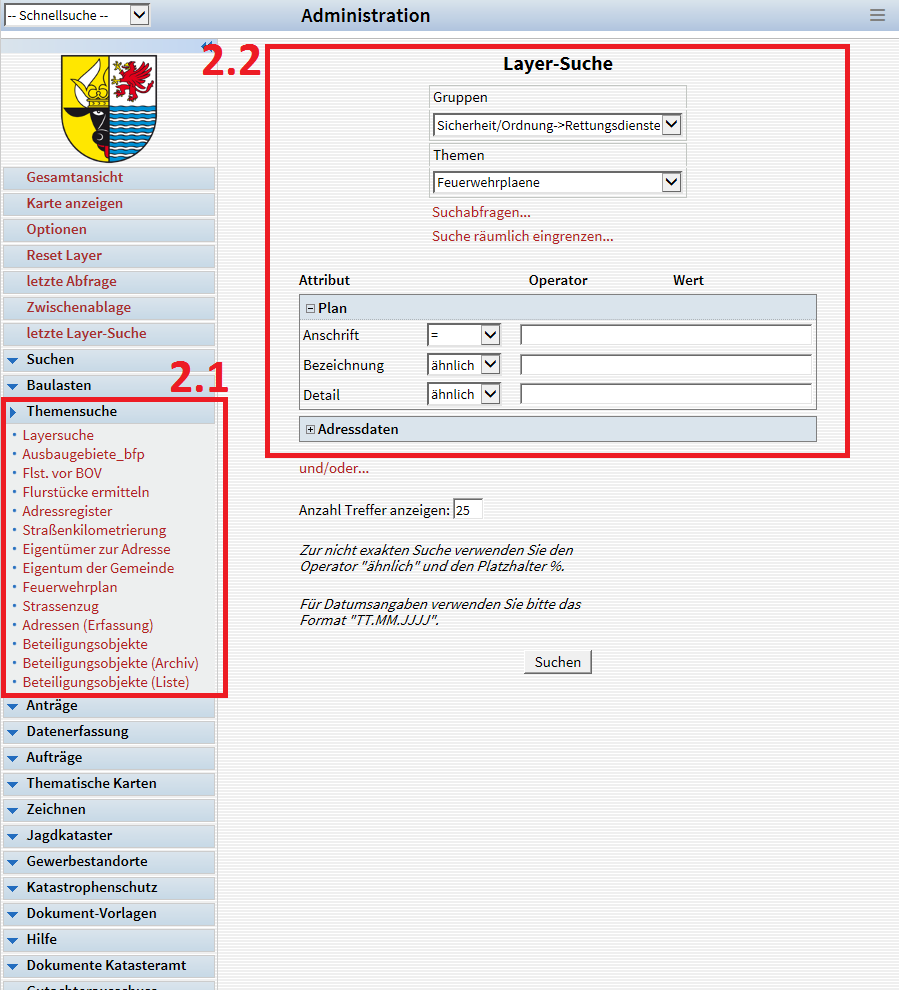 -- Schnellsuche --
Administration
2.2
Gesamtansicht
Karte anzeigen
Optionen
Reset Layer
letzte Abfrage
Zwischenablage
letzte Layer-Suche
Suchen
Baulasten
2.1
Themensuche
Layersuche
Ausbaugebiete_bfp
Flst. vor BOV
Flurstücke ermitteln
Adressregister
Straßenkilometrierung
Eigentümer zur Adresse
Eigentum der Gemeinde
Feuerwehrplan
Strassenzug
Adressen (Erfassung)
Beteiligungsobjekte
Beteiligungsobjekte (Archiv)
Beteiligungsobjekte (Liste)
Anträge
Datenerfassung
Aufträge
Thematische Karten
Zeichnen
Jagdkataster
Gewerbestandorte
Katastrophenschutz
Dokument-Vorlagen
Hilfe
Dokumente Katasteramt
Layer-Suche
Gruppen
Sicherheit/Ordnung->Rettungsdienste
Themen
Feuerwehrplaene
Suchabfragen...
Suche räumlich eingrenzen...
Attribut Operator Wert
Plan
Anschrift =
Bezeichnung ähnlich
Detail ähnlich
Adressdaten
und/oder...
Anzahl Treffer anzeigen: 25
Zur nicht exakten Suche verwenden Sie den
Operator "ähnlich" und den Platzhalter %.
Für Datumsangaben verwenden Sie bitte das
Format "TT.MM.JJJJ".
Suchen